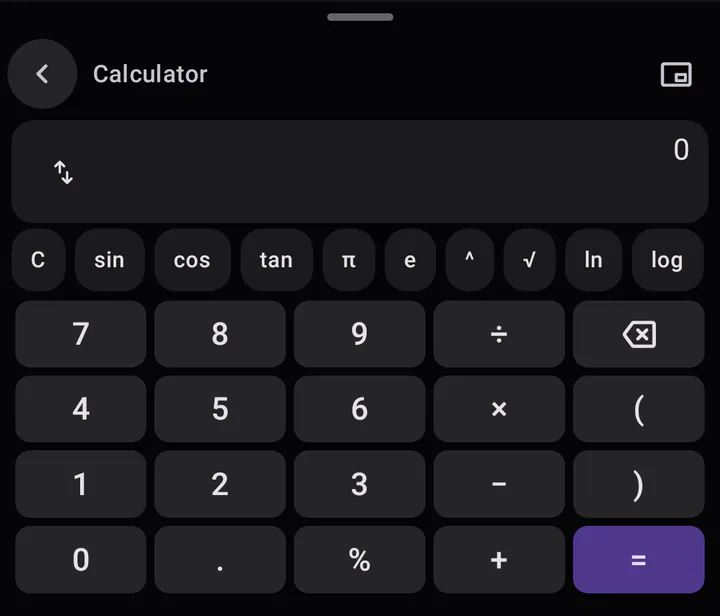 Calculator
0
C sin cos tan π e ^ √ ln log
7 8 9 ÷
4 5 6 × (
1 2 3 − )
0 . % + =